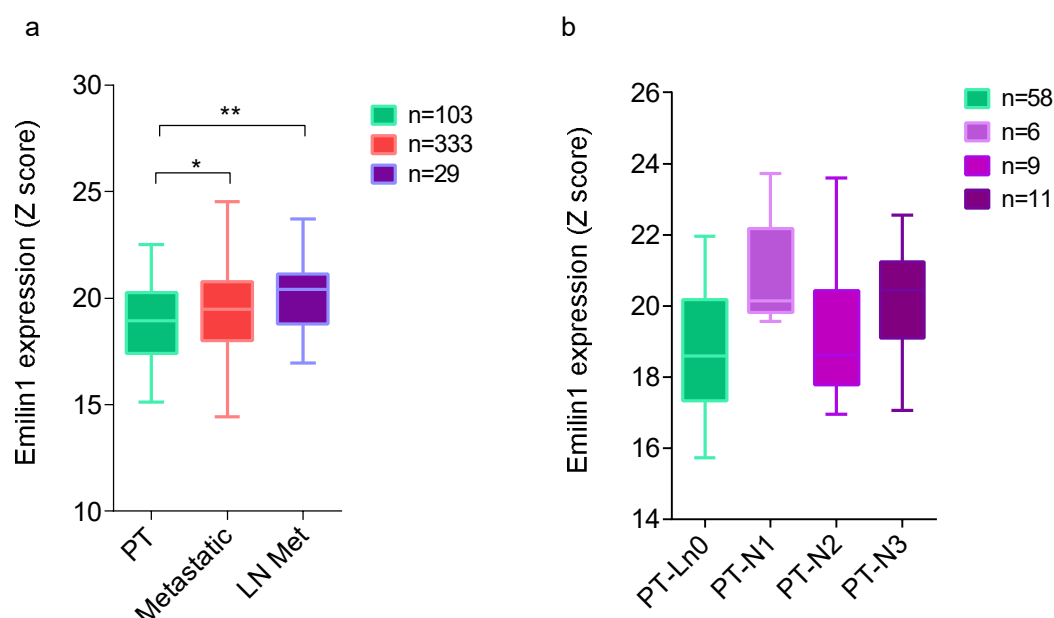 a
Emilin1 expression (Z score)
30
25
20
15
10
**
*
PT
Metastatic
LN Met
n=103
n=333
n=29
b
Emilin1 expression (Z score)
26
24
22
20
18
16
14
PT-Ln0
PT-N1
PT-N2
PT-N3
n=58
n=6
n=9
n=11